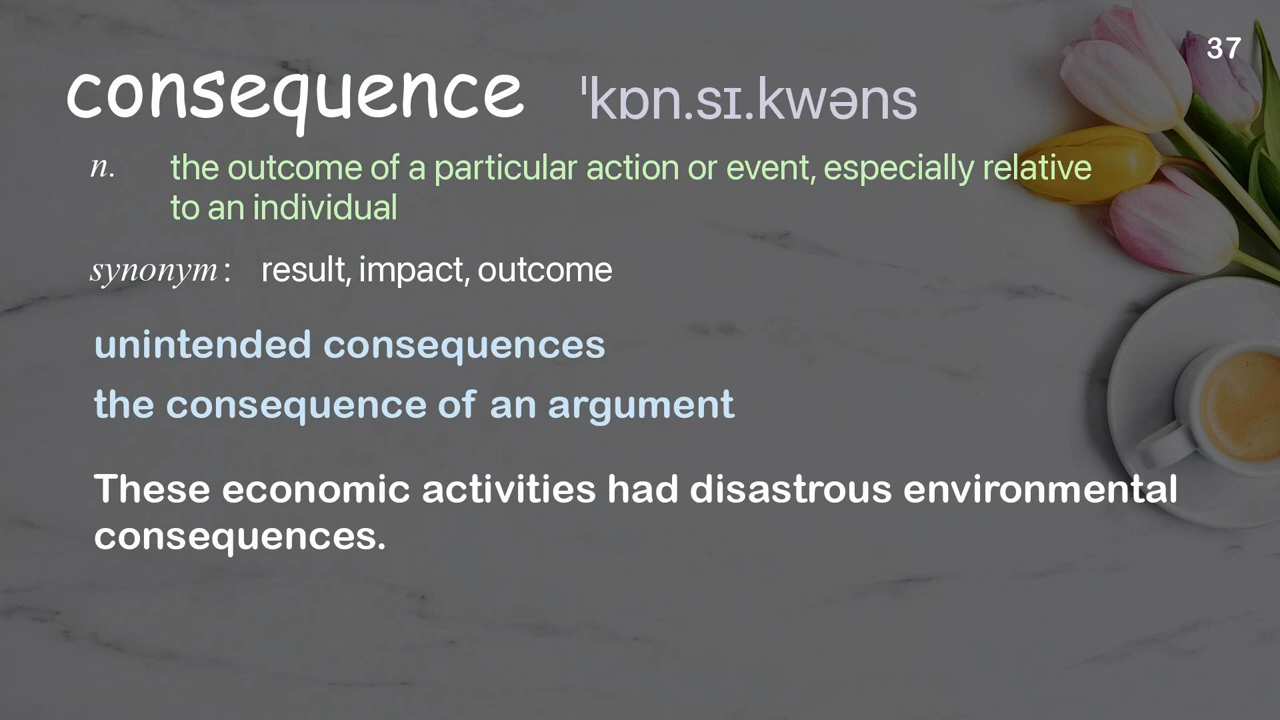 37
consequence ˈkɒn.sɪ.kwəns
n. the outcome of a particular action or event, especially relative
to an individual
synonym: result, impact, outcome
unintended consequences
the consequence of an argument
These economic activities had disastrous environmental
consequences.